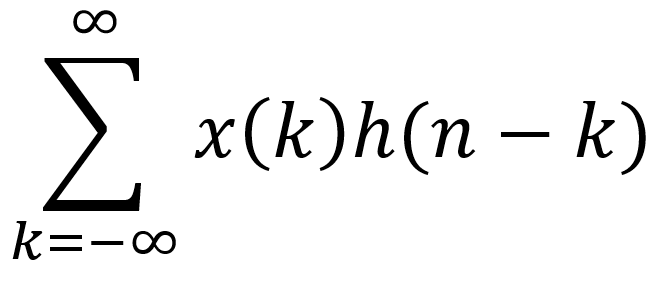 ∞
∑ x(k)h(n − k)
k=−∞